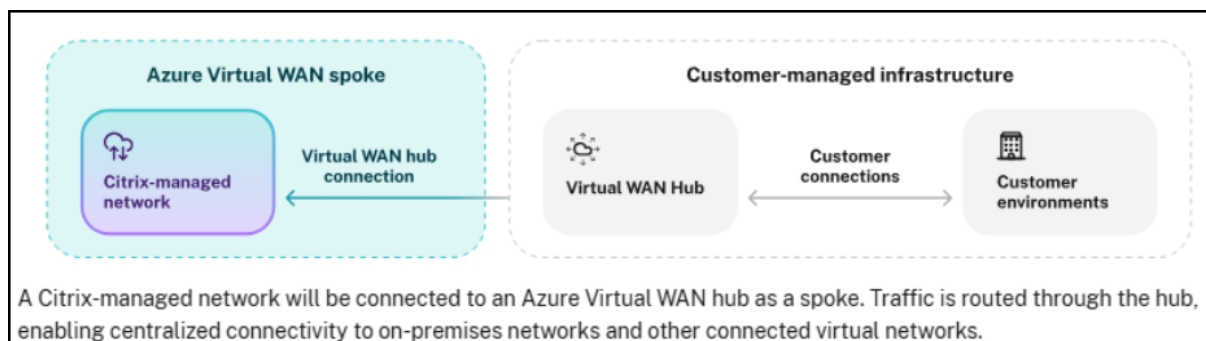 Azure Virtual WAN spoke
Customer-managed infrastructure
Citrix-managed
network
Virtual WAN hub
connection
Virtual WAN Hub
Customer
connections
Customer
environments
A Citrix-managed network will be connected to an Azure Virtual WAN hub as a spoke. Traffic is routed through the hub,
enabling centralized connectivity to on-premises networks and other connected virtual networks.